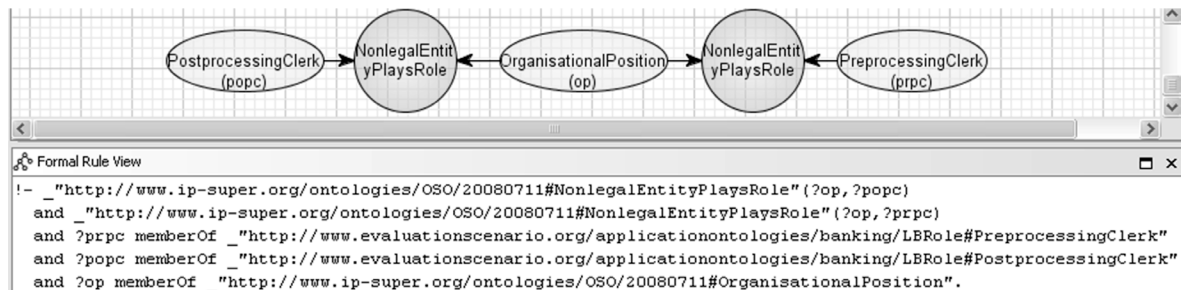 PostprocessingClerk
(popc)
NonlegalEntit
yPlaysRole
OrganisationalPosition
(op)
NonlegalEntit
yPlaysRole
PreprocessingClerk
(prpc)
Formal Rule View
!- _"http://www.ip-super.org/ontologies/OSO/20080711#NonlegalEntityPlaysRole"(?op,?popc)
and _"http://www.ip-super.org/ontologies/OSO/20080711#NonlegalEntityPlaysRole"(?op,?prpc)
and ?prpc memberOf _"http://www.evaluationscenario.org/applicationontologies/banking/LBRole#PreprocessingClerk"
and ?popc memberOf _"http://www.evaluationscenario.org/applicationontologies/banking/LBRole#PostprocessingClerk"
and ?op memberOf _"http://www.ip-super.org/ontologies/OSO/20080711#OrganisationalPosition".